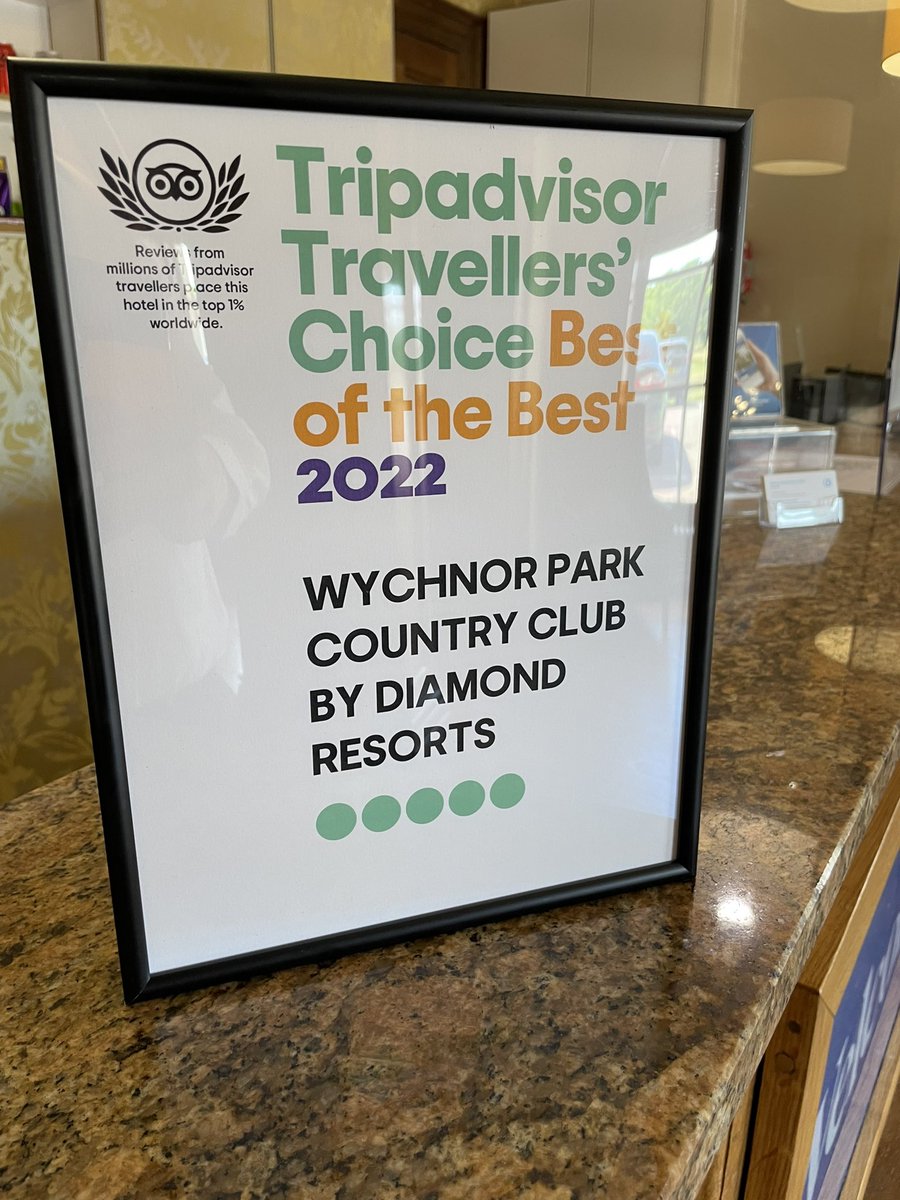 Reviews from
millions of Tripadvisor
travellers place this
hotel in the top 1%
worldwide.
Tripadvisor
Travellers'
Choice Best
of the Best
2022
WYCHNOR PARK
COUNTRY CLUB
BY DIAMOND
RESORTS